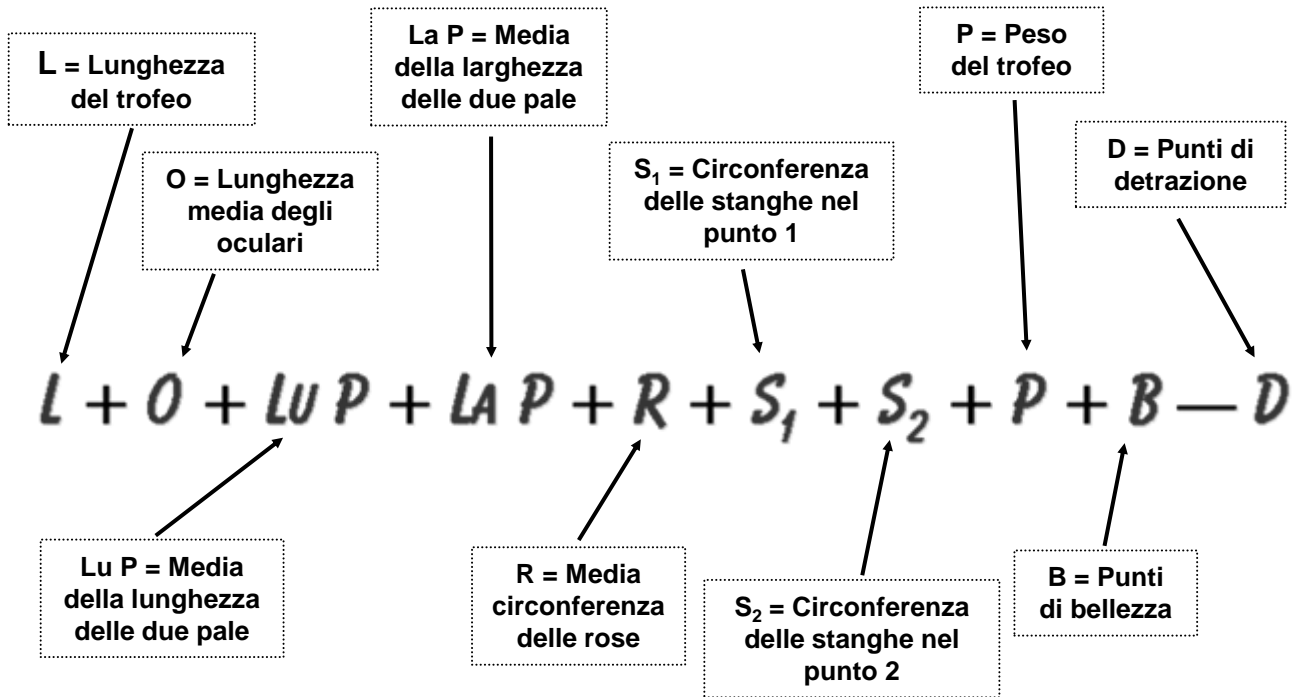 L = Lunghezza
del trofeo
La P = Media
della larghezza
delle due pale
P = Peso
del trofeo
O = Lunghezza
media degli
oculari
S₁ = Circonferenza
delle stanghe nel
punto 1
D = Punti di
detrazione
L + O + LU P + LA P + R + S₁ + S₂ + P + B — D
Lu P = Media
della lunghezza
delle due pale
R = Media
circonferenza
delle rose
S₂ = Circonferenza
delle stanghe nel
punto 2
B = Punti
di bellezza